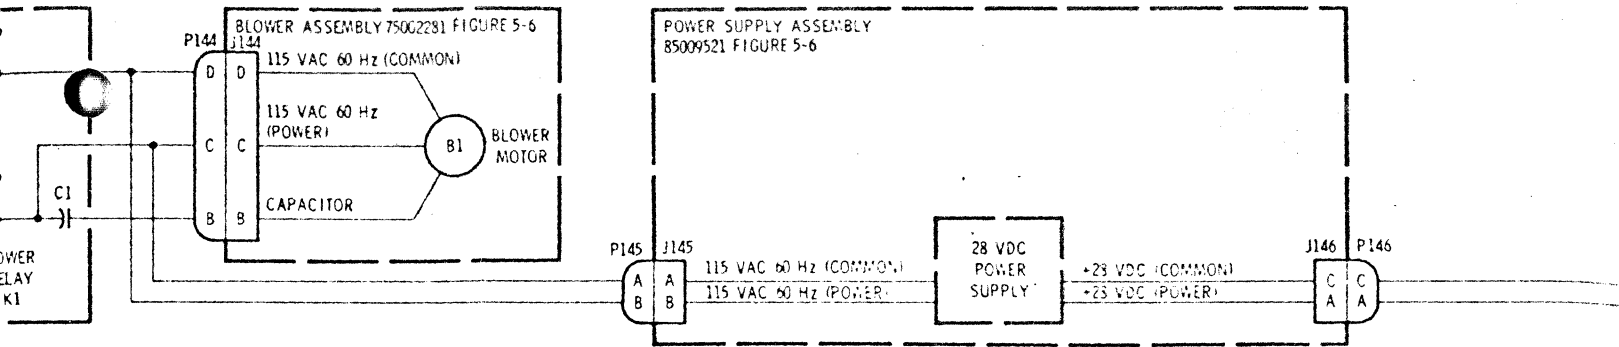 BLOWER ASSEMBLY 75002281 FIGURE 5-6
P144 J144
D D 115 VAC 60 Hz (COMMON)
115 VAC 60 Hz
(POWER)
C C
B1
BLOWER
MOTOR
C1
B B CAPACITOR
OWER
ELAY
K1
POWER SUPPLY ASSEMBLY
85009521 FIGURE 5-6
P145 J145
A A 115 VAC 60 Hz (COMMON)
B B 115 VAC 60 Hz (POWER)
28 VDC
POWER
SUPPLY
+28 VDC (COMMON)
+28 VDC (POWER)
J146 P146
C C
A A